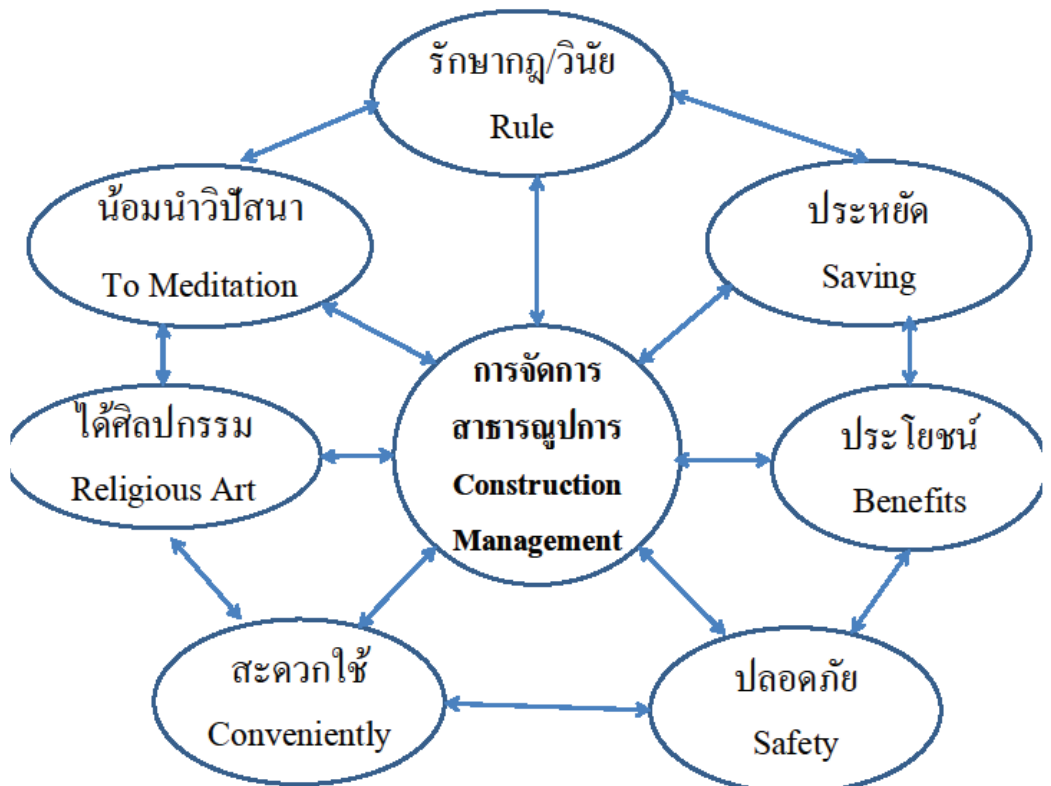 รักษากฎ/วินัย
Rule
น้อมนำวิปัสนา
To Meditation
ประหยัด
Saving
การจัดการ
สาธารณูปการ
Construction
Management
ได้ศิลปกรรม
Religious Art
ประโยชน์
Benefits
สะดวกใช้
Conveniently
ปลอดภัย
Safety